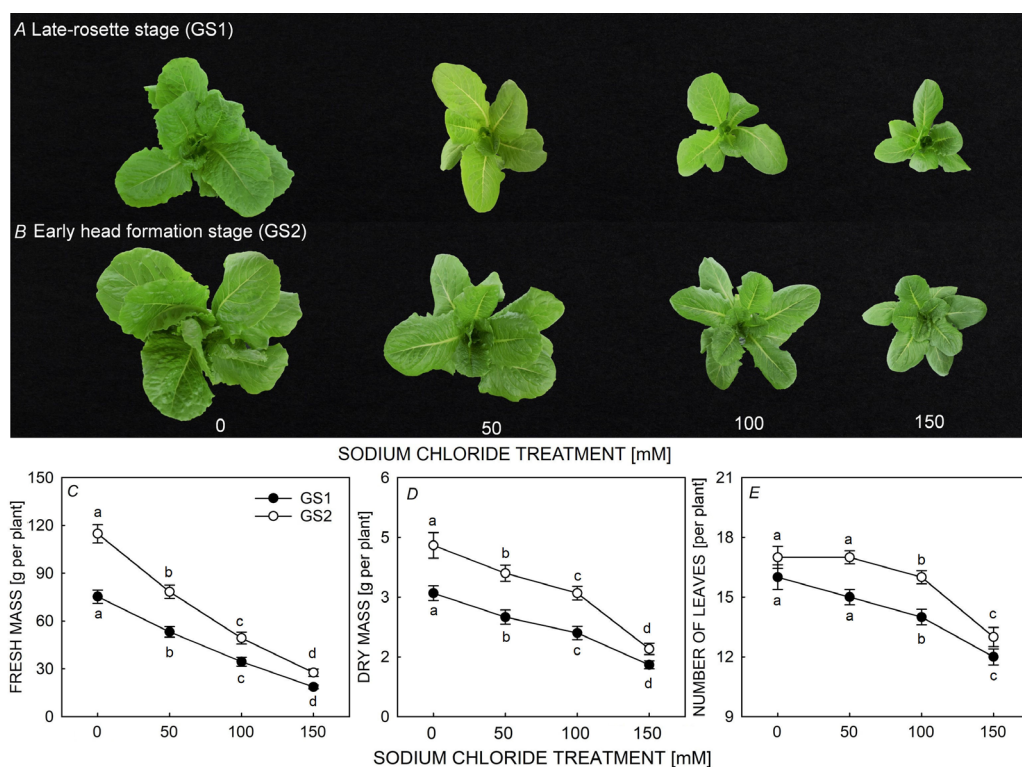 A Late-rosette stage (GS1)
B Early head formation stage (GS2)
0 50 100 150
SODIUM CHLORIDE TREATMENT [mM]
C
GS1
GS2
FRESH MASS [g per plant]
150
120
90
60
30
0
a
b
c
d
a
b
c
d
0 50 100 150
D
DRY MASS [g per plant]
6
5
3
2
0
a
b
c
d
a
b
c
d
0 50 100 150
E
NUMBER OF LEAVES [per plant]
21
18
15
12
9
a
a
b
c
a
a
b
c
0 50 100 150
SODIUM CHLORIDE TREATMENT [mM]